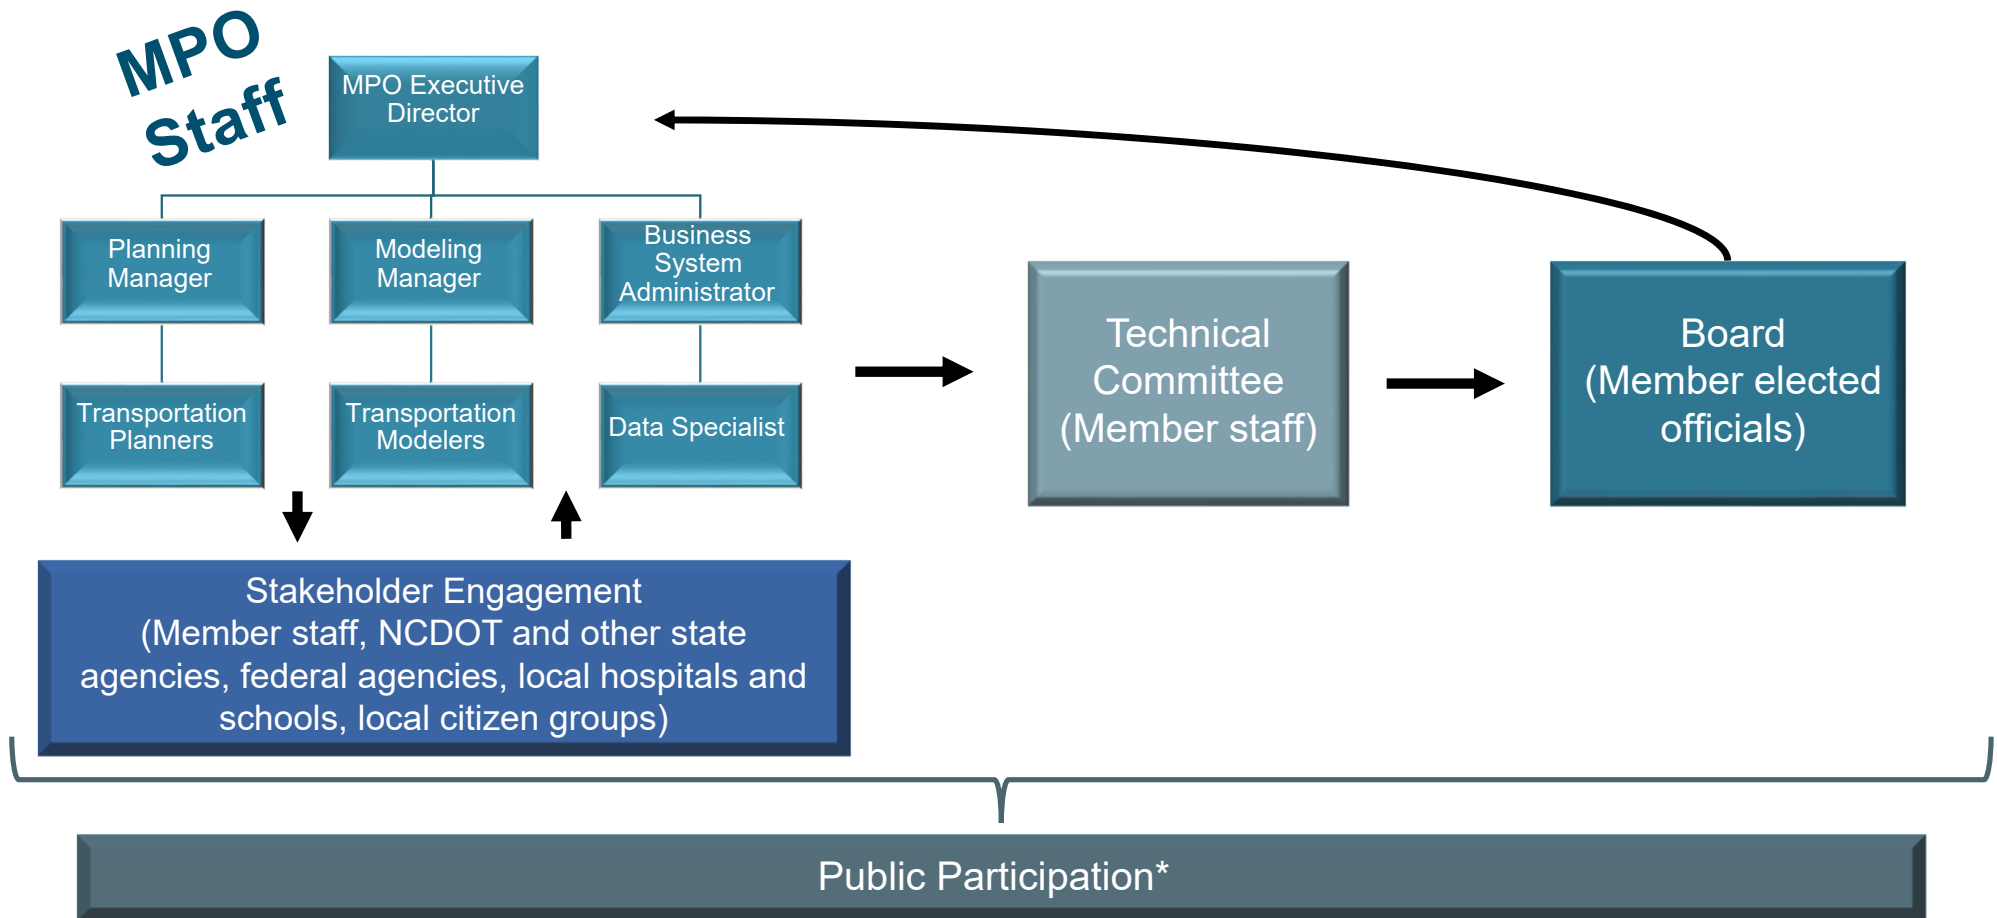 MPO
Staff
MPO Executive
Director
Planning
Manager
Modeling
Manager
Business
System
Administrator
Transportation
Planners
Transportation
Modelers
Data Specialist
Technical
Committee
(Member staff)
Board
(Member elected
officials)
Stakeholder Engagement
(Member staff, NCDOT and other state
agencies, federal agencies, local hospitals and
schools, local citizen groups)
Public Participation*